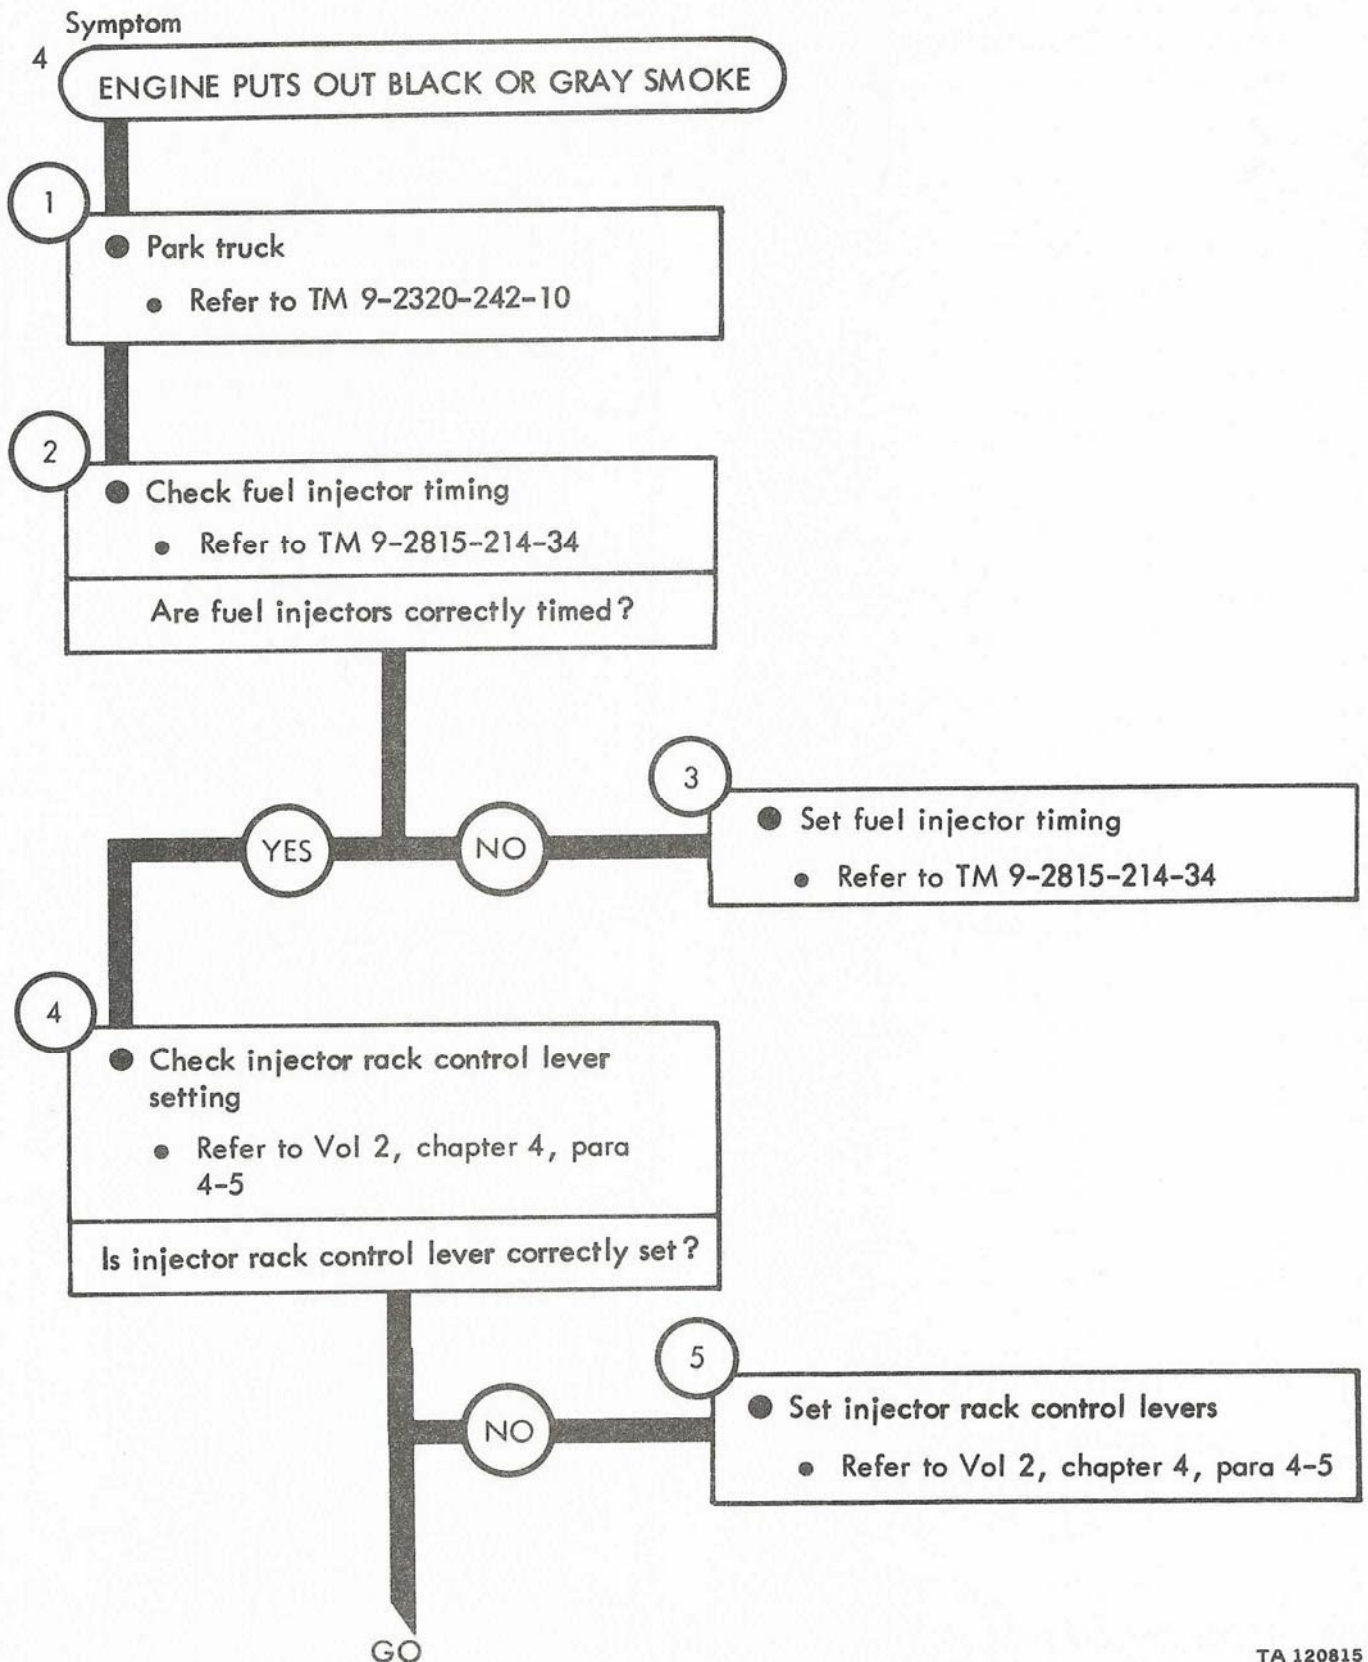 Symptom
4
ENGINE PUTS OUT BLACK OR GRAY SMOKE
1
● Park truck
● Refer to TM 9-2320-242-10
2
● Check fuel injector timing
● Refer to TM 9-2815-214-34
Are fuel injectors correctly timed?
YES
NO
3
● Set fuel injector timing
● Refer to TM 9-2815-214-34
4
● Check injector rack control lever
setting
● Refer to Vol 2, chapter 4, para
4-5
Is injector rack control lever correctly set?
NO
5
● Set injector rack control levers
● Refer to Vol 2, chapter 4, para 4-5
GO
TA 120815